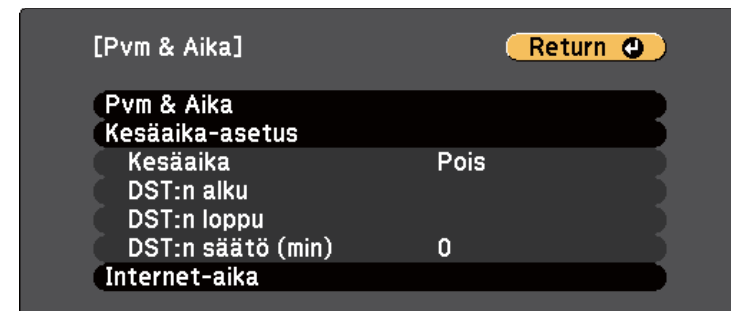 [Pvm & Aika] Return
Pvm & Aika
Kesäaika-asetus
Kesäaika Pois
DST:n alku
DST:n loppu
DST:n säätö (min) 0
Internet-aika